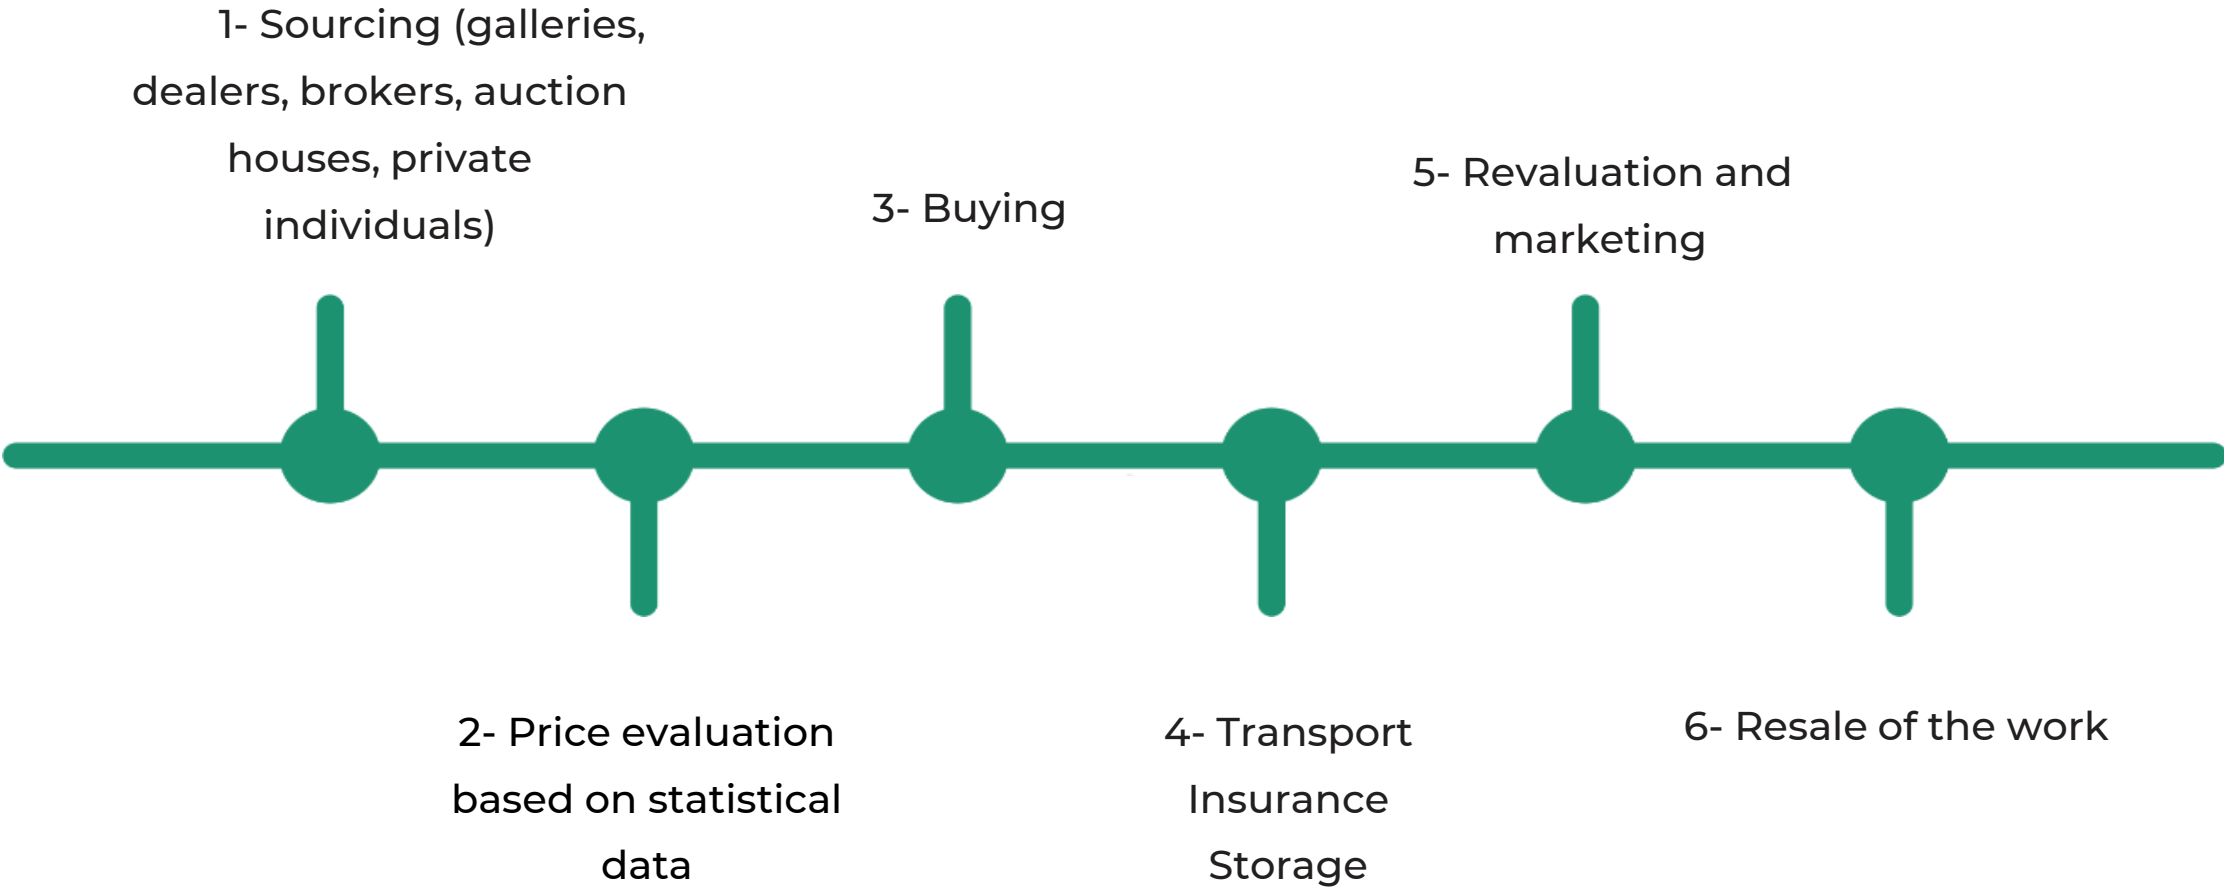 1- Sourcing (galleries,
dealers, brokers, auction
houses, private
individuals)
2- Price evaluation
based on statistical
data
3- Buying
4- Transport
Insurance
Storage
5- Revaluation and
marketing
6- Resale of the work